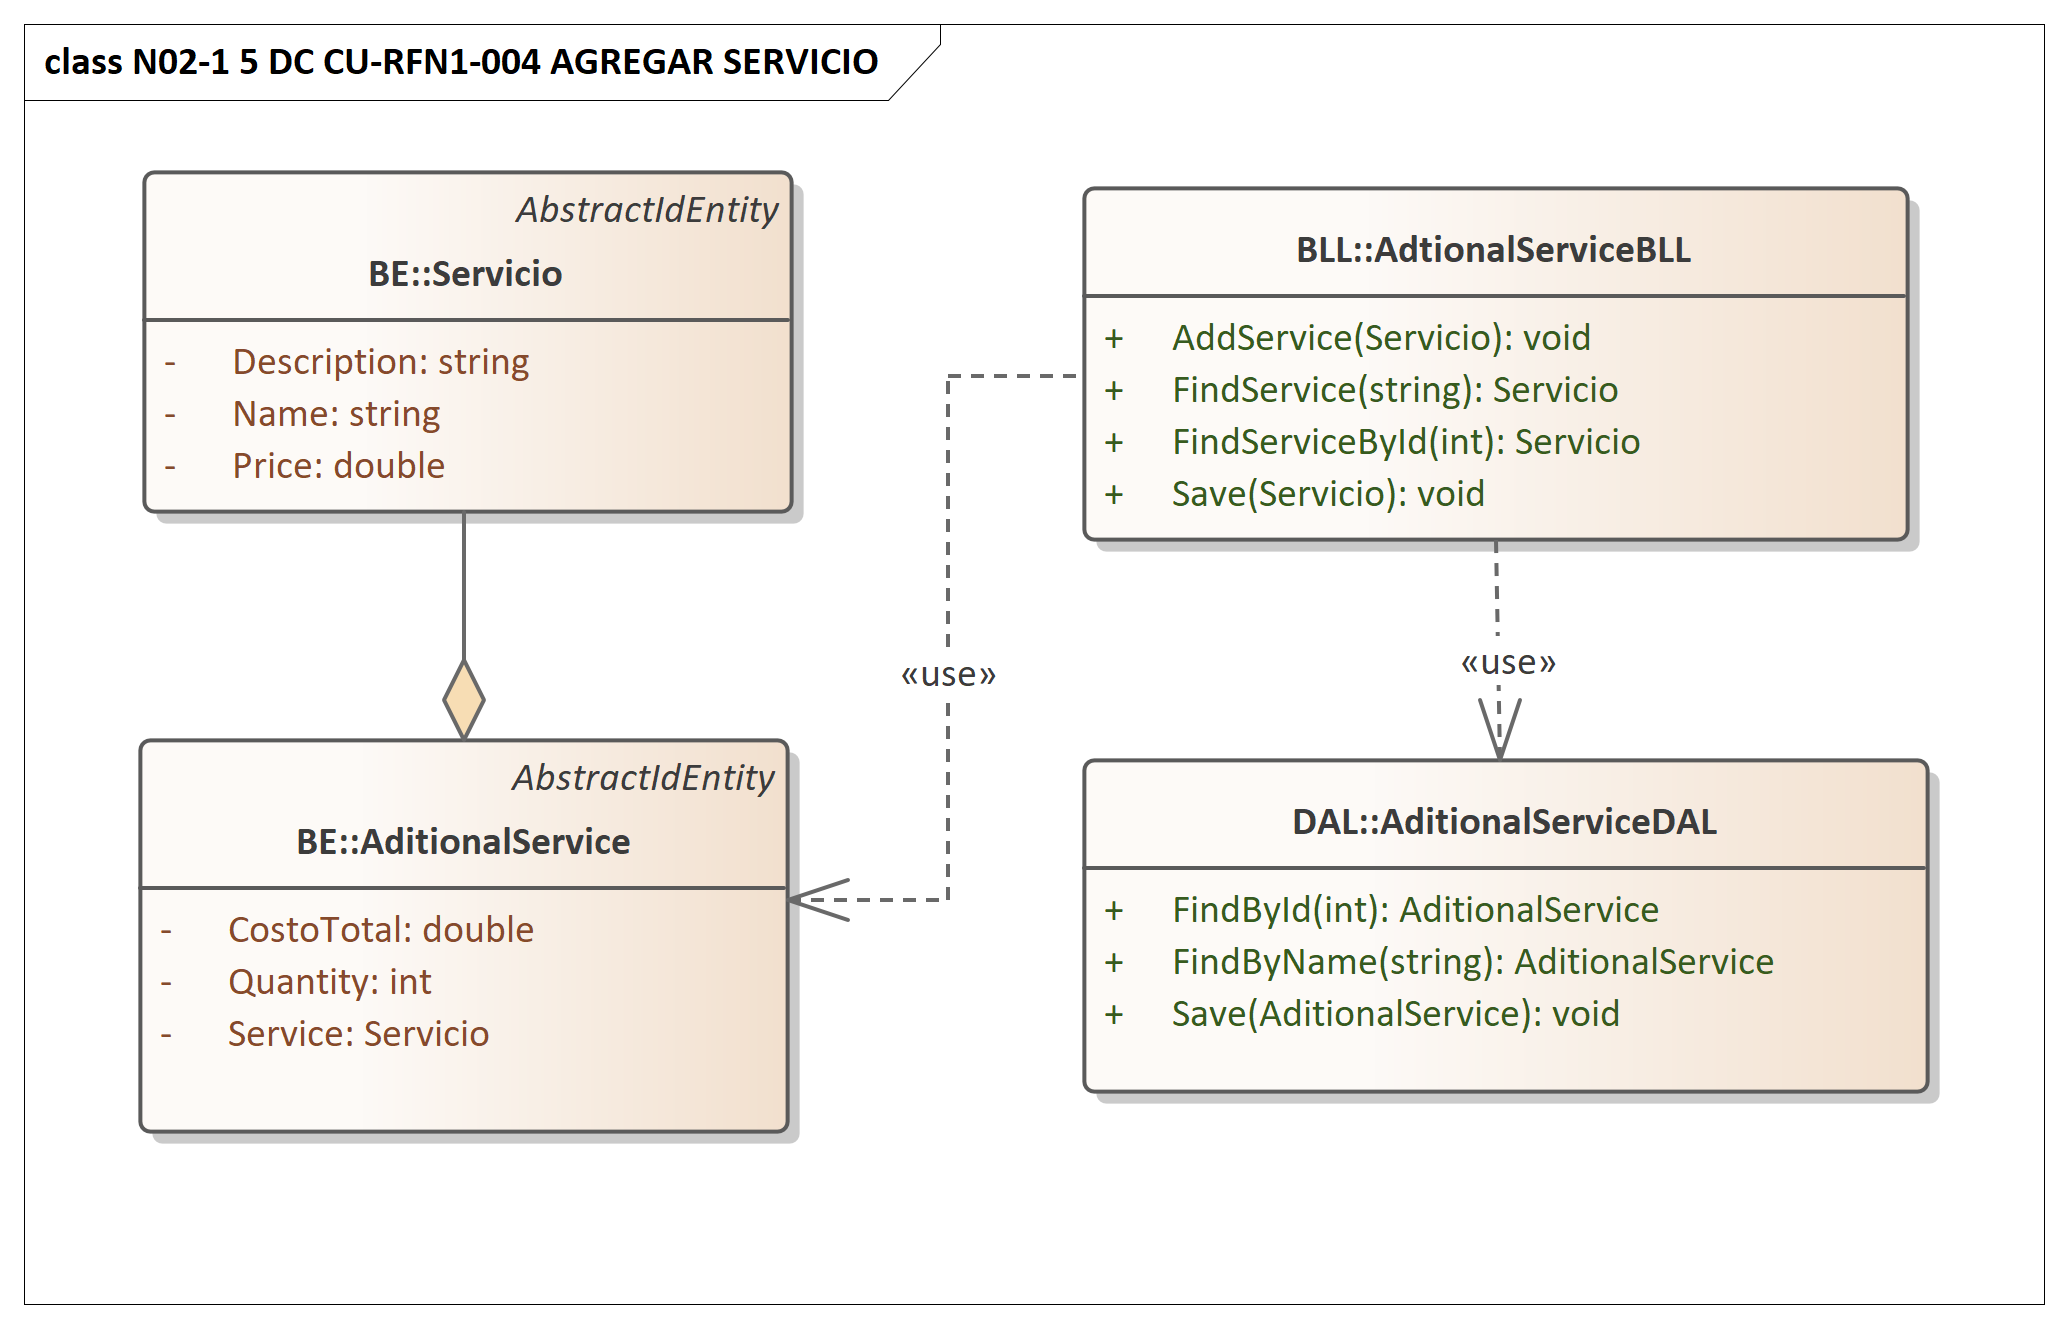 class N02-1 5 DC CU-RFN1-004 AGREGAR SERVICIO
AbstractIdEntity
BE::Servicio
- Description: string
- Name: string
- Price: double
BLL::AdtionalServiceBLL
+ AddService(Servicio): void
+ FindService(string): Servicio
+ FindServiceById(int): Servicio
+ Save(Servicio): void
«use»
«use»
AbstractIdEntity
BE::AditionalService
- CostoTotal: double
- Quantity: int
- Service: Servicio
DAL::AditionalServiceDAL
+ FindById(int): AditionalService
+ FindByName(string): AditionalService
+ Save(AditionalService): void